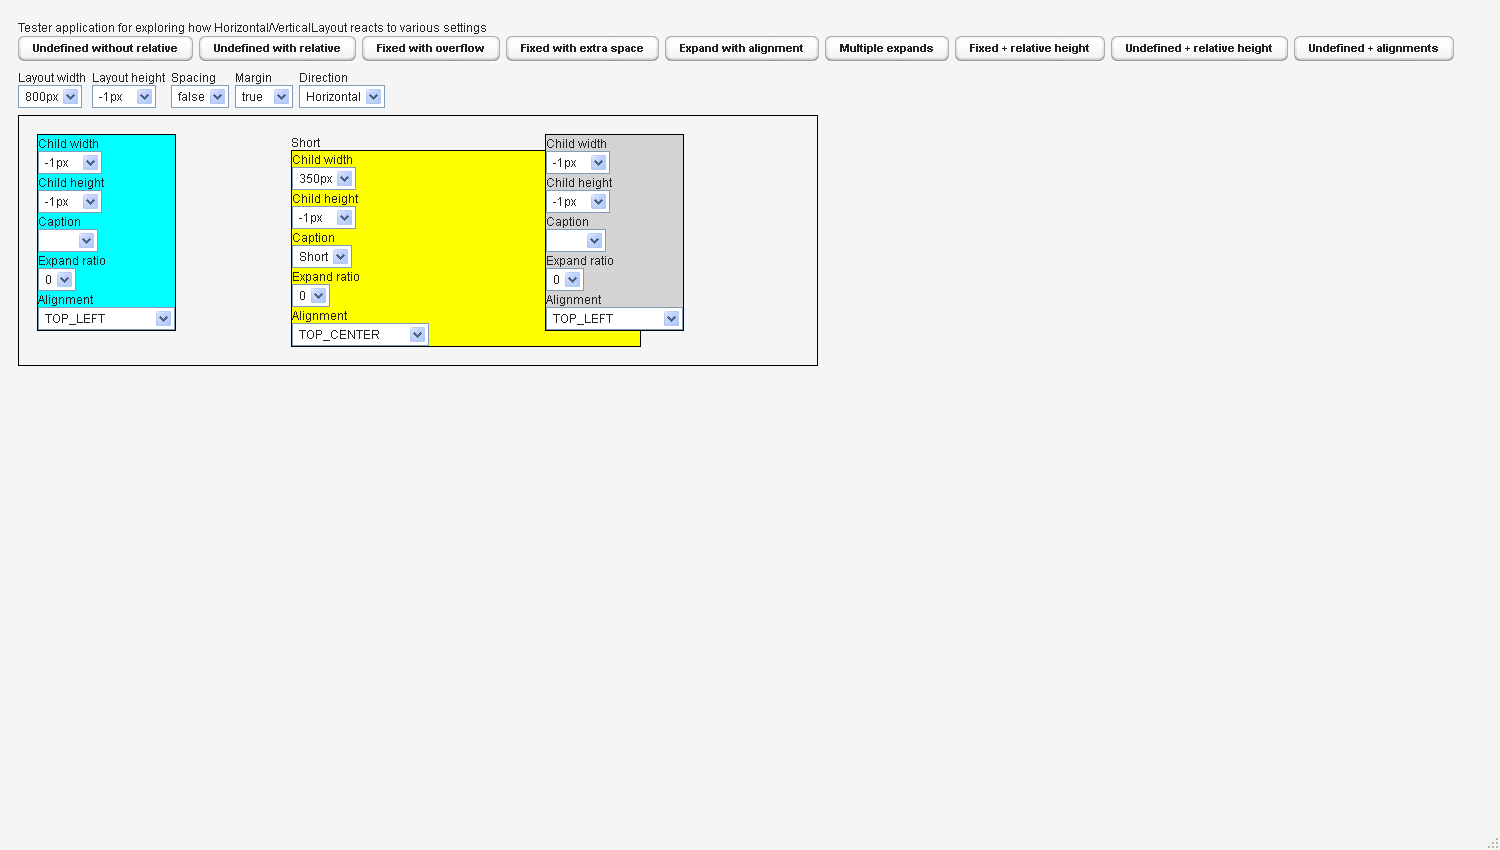 Tester application for exploring how Horizontal/VerticalLayout reacts to various settings
Undefined without relative Undefined with relative Fixed with overflow Fixed with extra space Expand with alignment Multiple expands Fixed + relative height Undefined + relative height Undefined + alignments
Layout width Layout height Spacing Margin Direction
800px -1px false true Horizontal
Child width
-1px
Child height
-1px
Caption
Expand ratio
0
Alignment
TOP_LEFT
Short
Child width
350px
Child height
-1px
Caption
Short
Expand ratio
0
Alignment
TOP_CENTER
Child width
-1px
Child height
-1px
Caption
Expand ratio
0
Alignment
TOP_LEFT